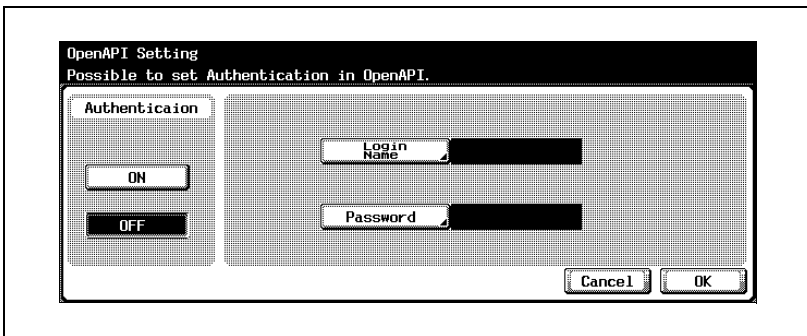 OpenAPI Setting
Possible to set Authentication in OpenAPI.
Authenticaion
Login
Name
ON
OFF
Password
Cancel
OK